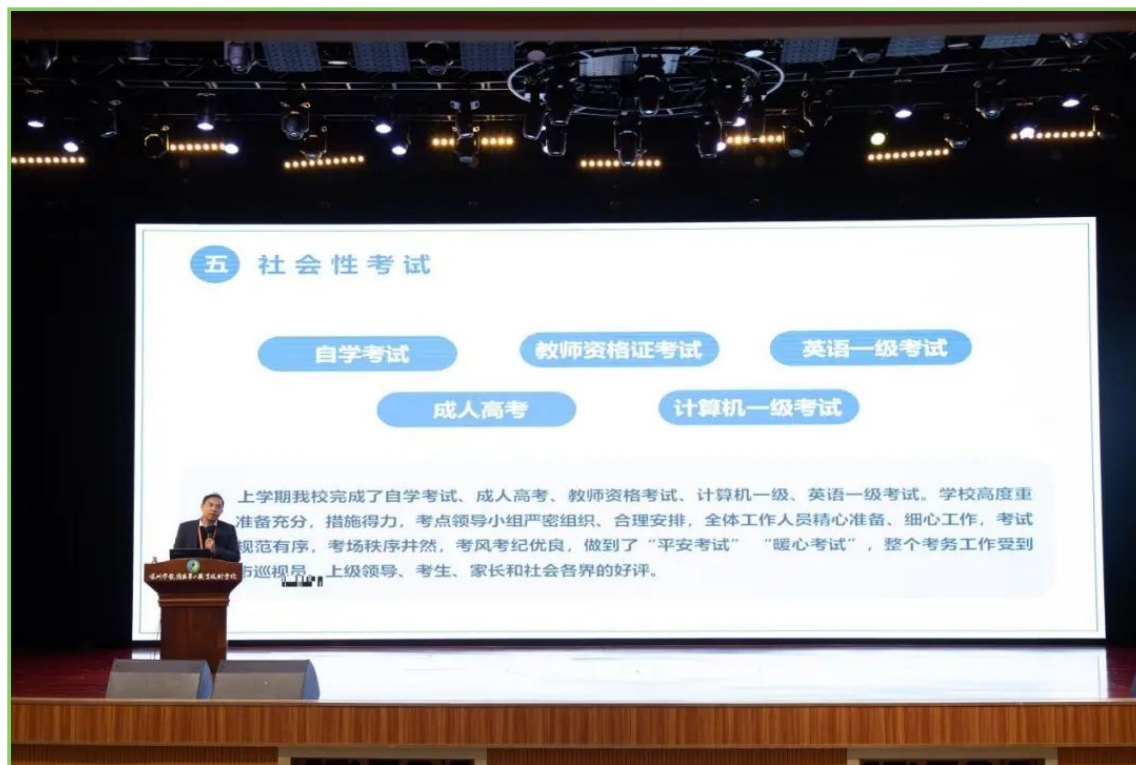 五 社会性考试
自学考试 教师资格证考试 英语一级考试
成人高考 计算机一级考试
上学期我校完成了自学考试、成人高考、教师资格考试、计算机一级、英语一级考试。学校高度重
准备充分，措施得力，考点领导小组严密组织、合理安排，全体工作人员精心准备、细心工作，考试
规范有序，考场秩序井然，考风考纪优良，做到了“平安考试” “暖心考试”，整个考务工作受到
市巡视员、上级领导、考生、家长和社会各界的好评。